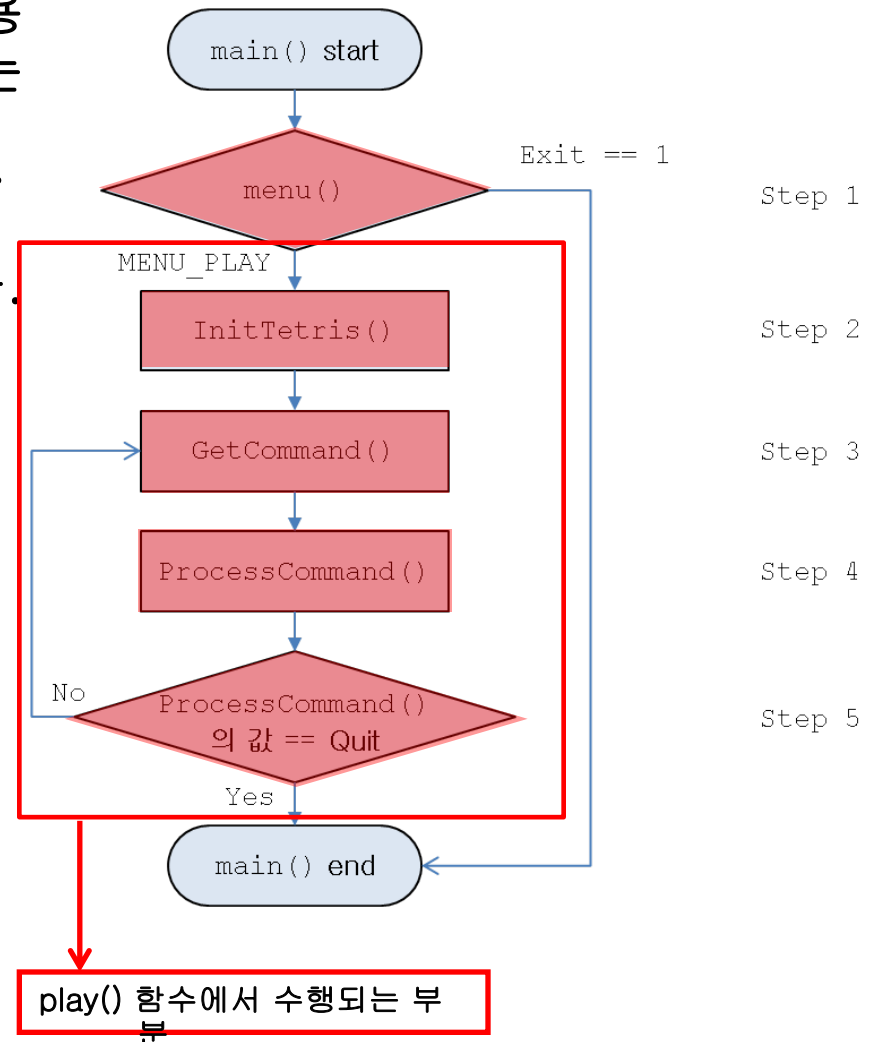 main() start
Exit == 1
menu()
Step 1
MENU_PLAY
InitTetris()
Step 2
GetCommand()
Step 3
ProcessCommand()
Step 4
No
ProcessCommand()
의 값 == Quit
Step 5
Yes
main() end
play() 함수에서 수행되는 부
분